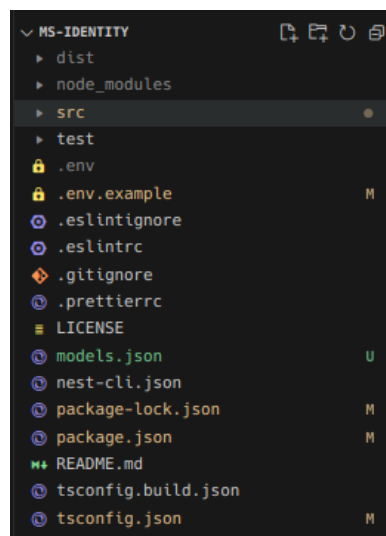 MS-IDENTITY
dist
node_modules
src
test
.env
.env.example M
.eslintignore
.eslintrc
.gitignore
.prettierrc
LICENSE
models.json U
nest-cli.json
package-lock.json M
package.json M
README.md
tsconfig.build.json
tsconfig.json M